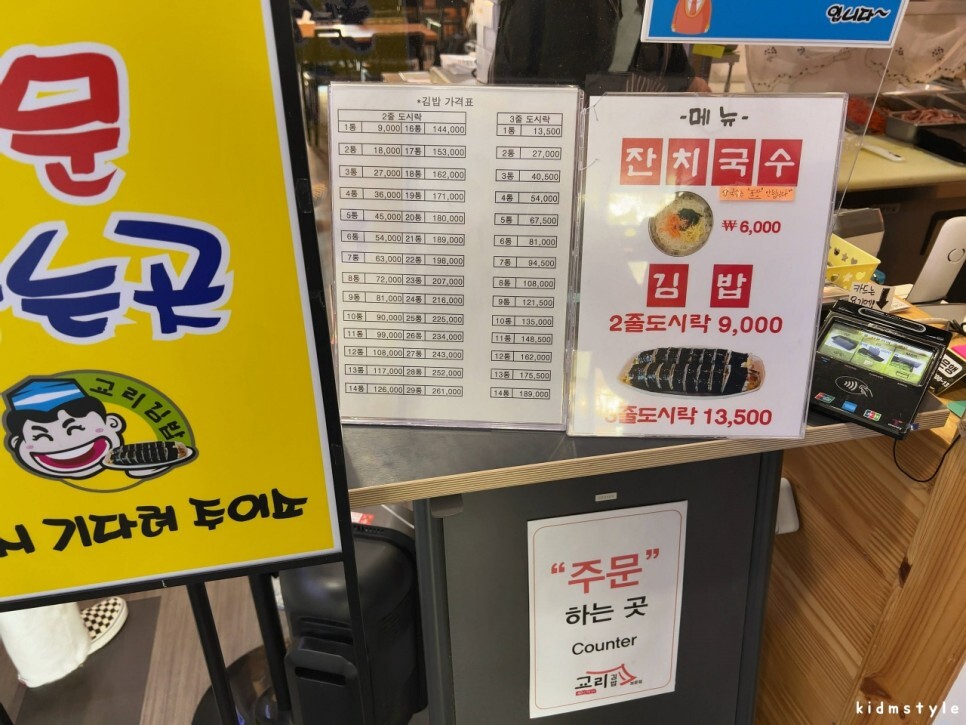 문
하는 곳
교리김밥
서 기다려 주세요
*김밥 가격표
2줄 도시락
1통 9,000 16통 144,000
2통 18,000 17통 153,000
3통 27,000 18통 162,000
4통 36,000 19통 171,000
5통 45,000 20통 180,000
6통 54,000 21통 189,000
7통 63,000 22통 198,000
8통 72,000 23통 207,000
9통 81,000 24통 216,000
10통 90,000 25통 225,000
11통 99,000 26통 234,000
12통 108,000 27통 243,000
13통 117,000 28통 252,000
14통 126,000 29통 261,000
3줄 도시락
1통 13,500
2통 27,000
3통 40,500
4통 54,000
5통 67,500
6통 81,000
7통 94,500
8통 108,000
9통 121,500
10통 135,000
11통 148,500
12통 162,000
13통 175,500
14통 189,000
입니다~
-메뉴-
잔치국수
₩6,000
김밥
2줄도시락 9,000
3줄도시락 13,500
"주문"
하는 곳
Counter
교리김밥
kidmstyle